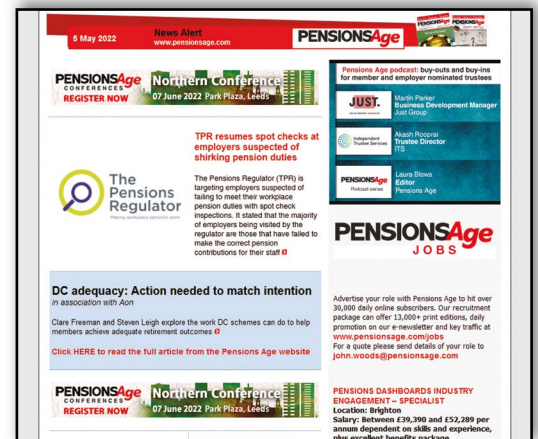 5 May 2022
News Alert
www.pensionsage.com
PENSIONSAge
PENSIONSAge
CONFERENCES
REGISTER NOW
Northern Conference
07 June 2022 Park Plaza, Leeds
TPR resumes spot checks at
employers suspected of
shirking pension duties
The
Pensions
Regulator
Making workplace pensions work
The Pensions Regulator (TPR) is
targeting employers suspected of
failing to meet their workplace
pension duties with spot check
inspections. It stated that the majority
of employers being visited by the
regulator are those that have failed to
make the correct pension
contributions for their staff
DC adequacy: Action needed to match intention
in association with Aon
Clare Freeman and Steven Leigh explore the work DC schemes can do to help
members achieve adequate retirement outcomes
Click HERE to read the full article from the Pensions Age website
PENSIONSAge
CONFERENCES
REGISTER NOW
Northern Conference
07 June 2022 Park Plaza, Leeds
Pensions Age podcast: buy-outs and buy-ins
for member and employer nominated trustees
JUST.
Martin Parker
Business Development Manager
Just Group
Independent
Trustee Services
Akash Rooprai
Trustee Director
ITS
PENSIONSAge
Podcast series
Laura Blows
Editor
Pensions Age
PENSIONSAge
JOBS
Advertise your role with Pensions Age to hit over
30,000 daily online subscribers. Our recruitment
package can offer 13,000+ print editions, daily
promotion on our e-newsletter and key traffic at
www.pensionsage.com/jobs
For a quote please send details of your role to
john.woods@pensionsage.com
PENSIONS DASHBOARDS INDUSTRY
ENGAGEMENT – SPECIALIST
Location: Brighton
Salary: Between £39,390 and £52,289 per
annum dependent on skills and experience,
plus excellent benefits package